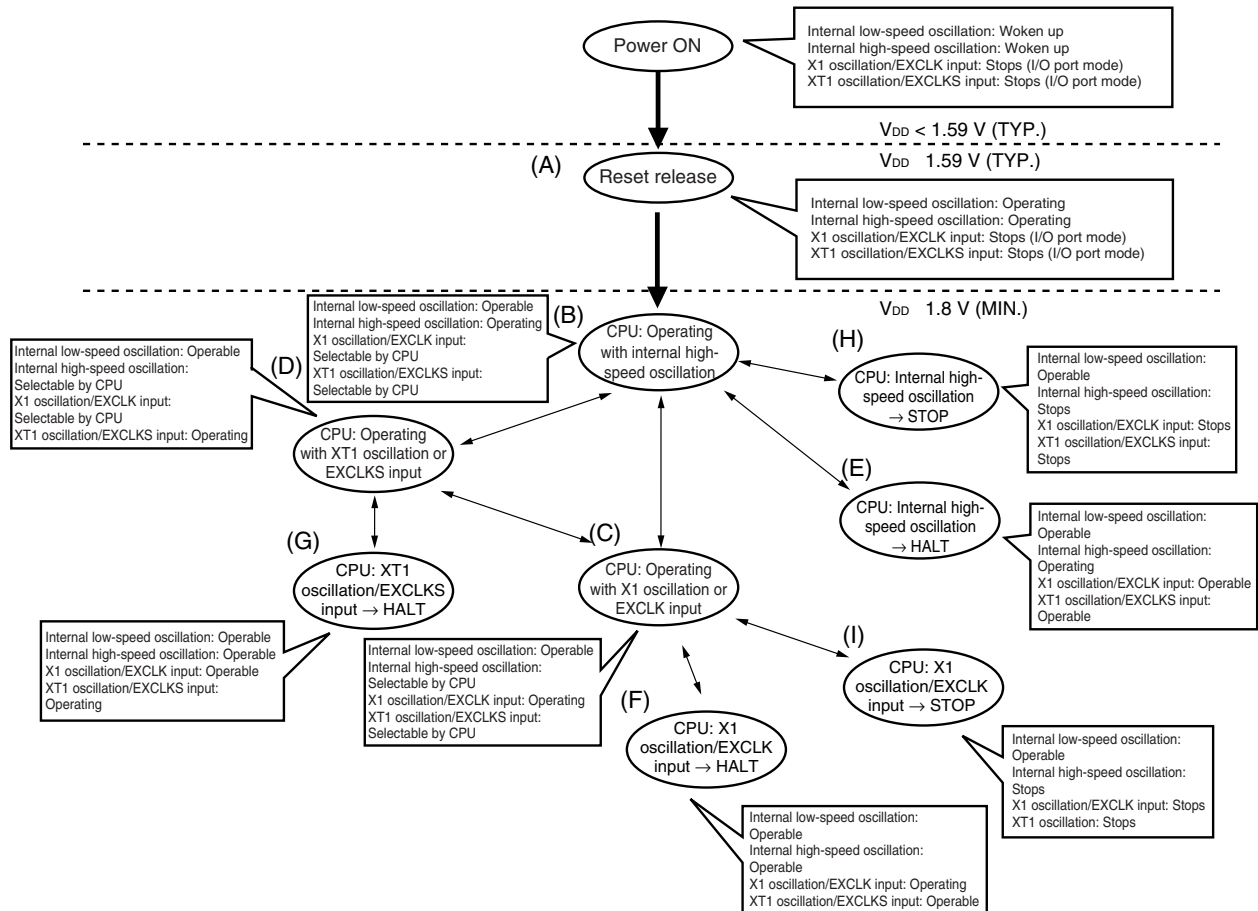 Power ON
Internal low-speed oscillation: Woken up
Internal high-speed oscillation: Woken up
X1 oscillation/EXCLK input: Stops (I/O port mode)
XT1 oscillation/EXCLKS input: Stops (I/O port mode)
VDD < 1.59 V (TYP.)
(A)
VDD 1.59 V (TYP.)
Reset release
Internal low-speed oscillation: Operating
Internal high-speed oscillation: Operating
X1 oscillation/EXCLK input: Stops (I/O port mode)
XT1 oscillation/EXCLKS input: Stops (I/O port mode)
VDD 1.8 V (MIN.)
(B)
Internal low-speed oscillation: Operable
Internal high-speed oscillation: Operating
X1 oscillation/EXCLK input:
Selectable by CPU
XT1 oscillation/EXCLKS input:
Selectable by CPU
CPU: Operating
with internal high-
speed oscillation
(D)
Internal low-speed oscillation: Operable
Internal high-speed oscillation:
Selectable by CPU
X1 oscillation/EXCLK input:
Selectable by CPU
XT1 oscillation/EXCLKS input: Operating
CPU: Operating
with XT1 oscillation or
EXCLKS input
(H)
CPU: Internal high-
speed oscillation
→ STOP
Internal low-speed oscillation:
Operable
Internal high-speed oscillation:
Stops
X1 oscillation/EXCLK input: Stops
XT1 oscillation/EXCLKS input:
Stops
(E)
CPU: Internal high-
speed oscillation
→ HALT
Internal low-speed oscillation:
Operable
Internal high-speed oscillation:
Operating
X1 oscillation/EXCLK input: Operable
XT1 oscillation/EXCLKS input:
Operable
(G)
CPU: XT1
oscillation/EXCLKS
input → HALT
Internal low-speed oscillation: Operable
Internal high-speed oscillation: Operable
X1 oscillation/EXCLK input: Operable
XT1 oscillation/EXCLKS input:
Operating
(C)
CPU: Operating
with X1 oscillation or
EXCLK input
Internal low-speed oscillation: Operable
Internal high-speed oscillation:
Selectable by CPU
X1 oscillation/EXCLK input: Operating
XT1 oscillation/EXCLKS input:
Selectable by CPU
(I)
CPU: X1
oscillation/EXCLK
input → STOP
Internal low-speed oscillation:
Operable
Internal high-speed oscillation:
Stops
X1 oscillation/EXCLK input: Stops
XT1 oscillation: Stops
(F)
CPU: X1
oscillation/EXCLK
input → HALT
Internal low-speed oscillation:
Operable
Internal high-speed oscillation:
Operable
X1 oscillation/EXCLK input: Operating
XT1 oscillation/EXCLKS input: Operable